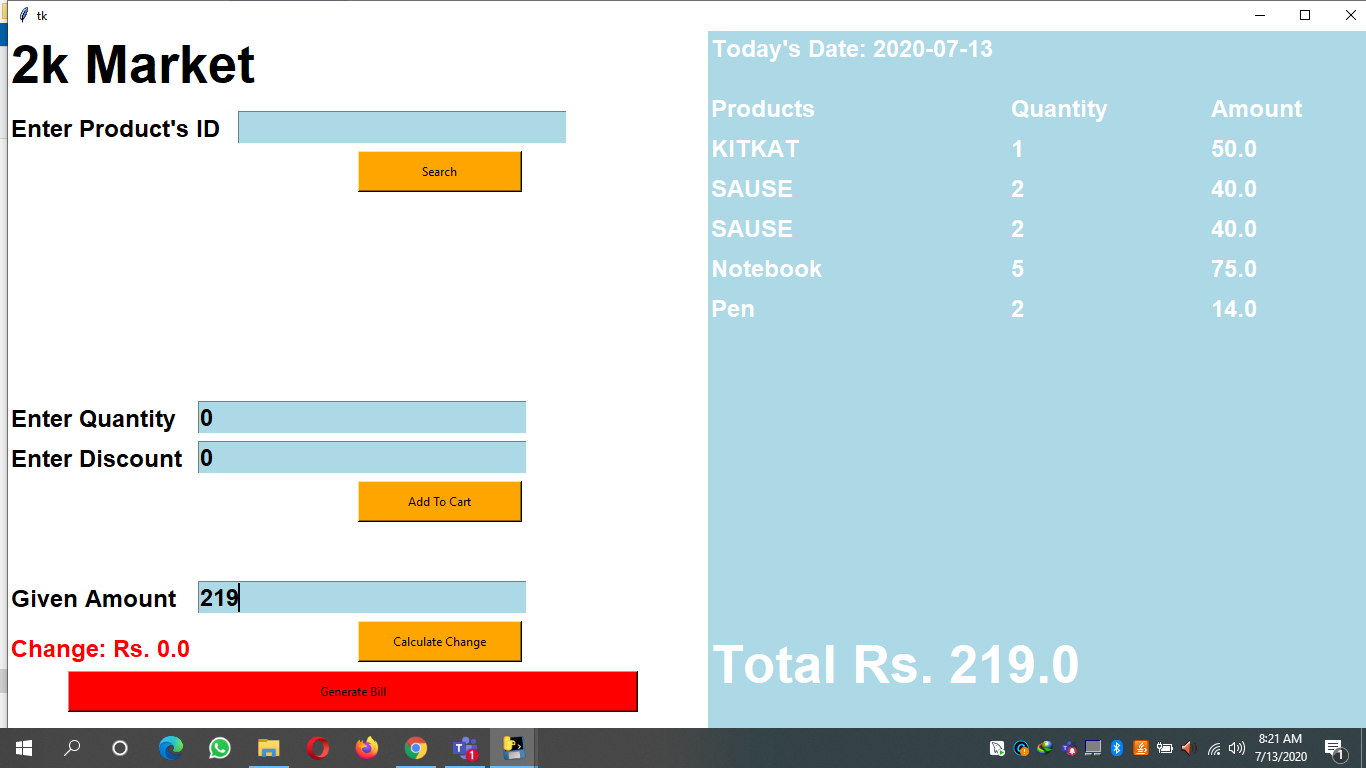 tk
2k Market
Enter Product's ID
Search
Enter Quantity 0
Enter Discount 0
Add To Cart
Given Amount 219
Change: Rs. 0.0
Calculate Change
Generate Bill
Today's Date: 2020-07-13
Products Quantity Amount
KITKAT 1 50.0
SAUSE 2 40.0
SAUSE 2 40.0
Notebook 5 75.0
Pen 2 14.0
Total Rs. 219.0
1
8:21 AM
7/13/2020
1